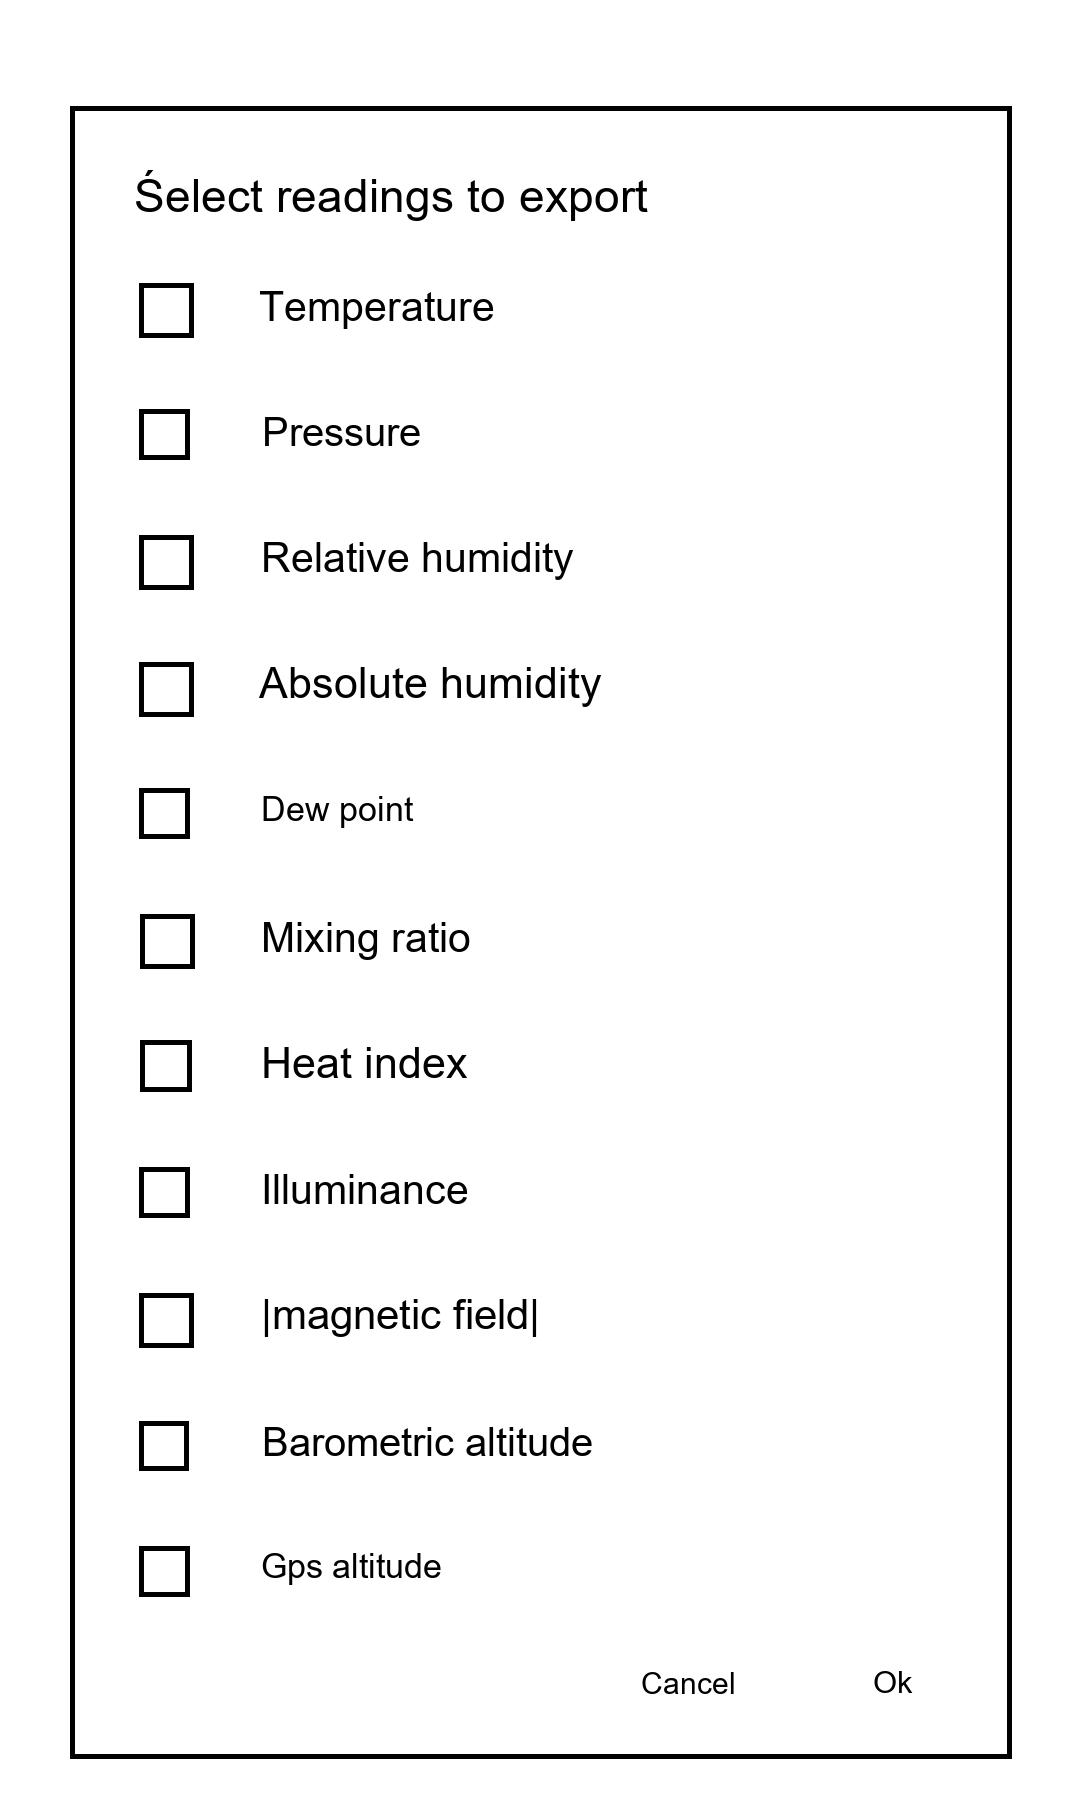 Śelect readings to export
Temperature
Pressure
Relative humidity
Absolute humidity
Dew point
Mixing ratio
Heat index
Illuminance
|magnetic field|
Barometric altitude
Gps altitude
Cancel Ok